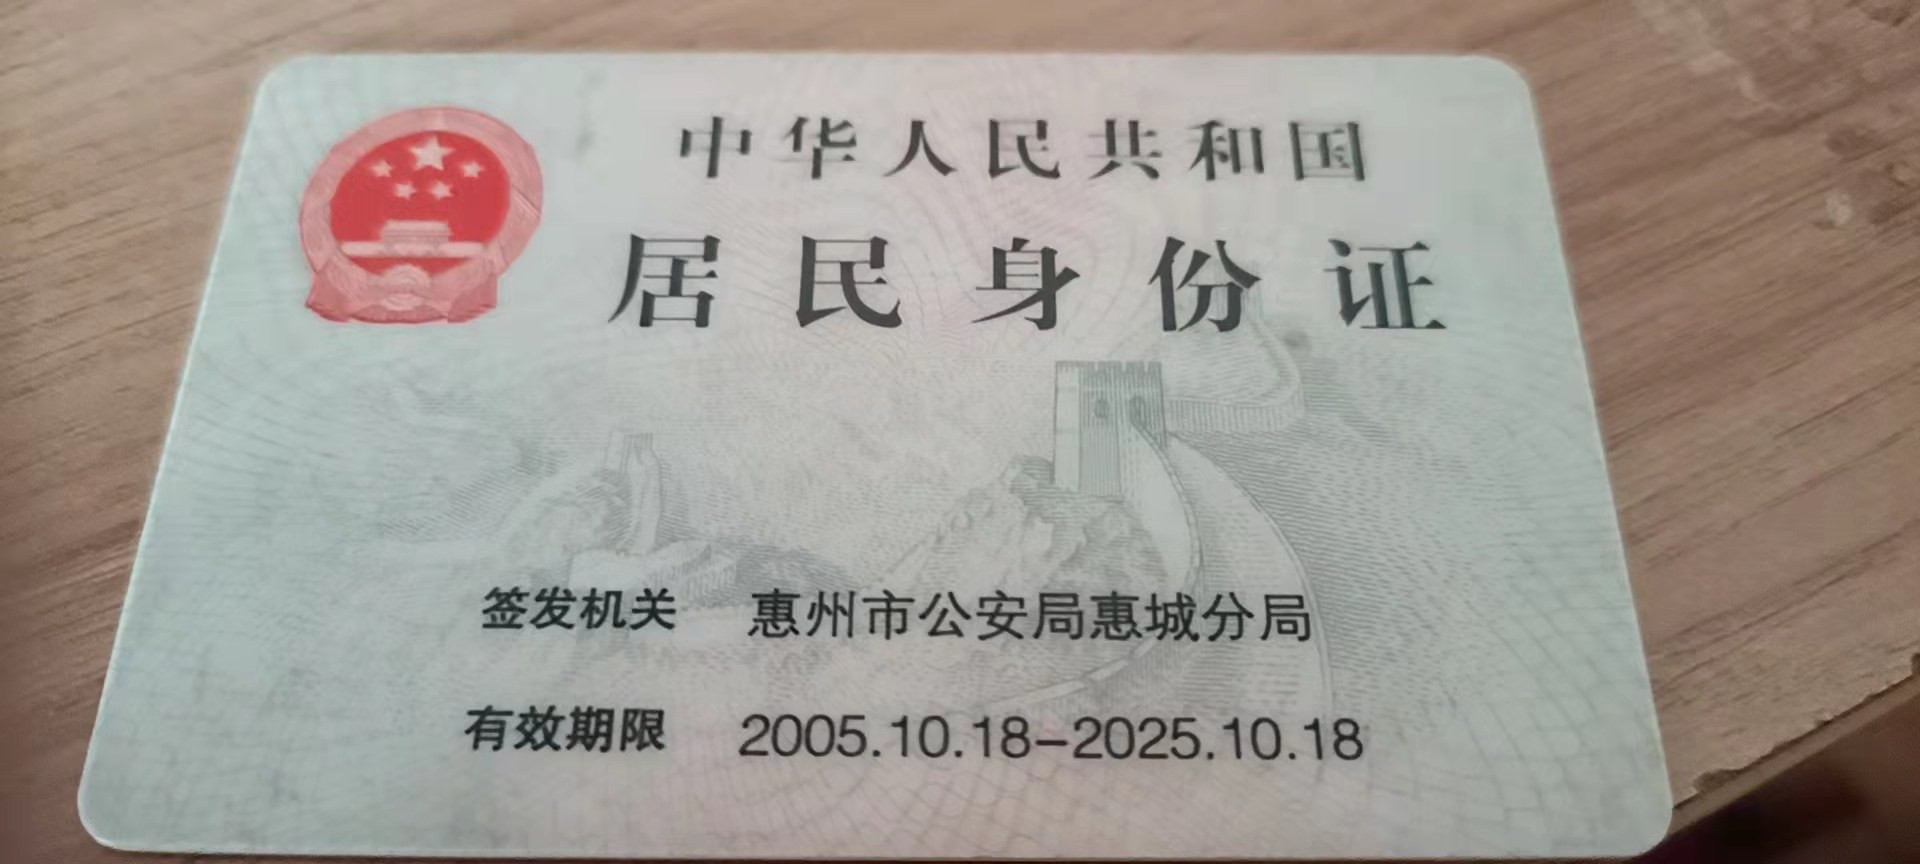 中华人民共和国
居民身份证
签发机关 惠州市公安局惠城分局
有效期限 2005.10.18-2025.10.18